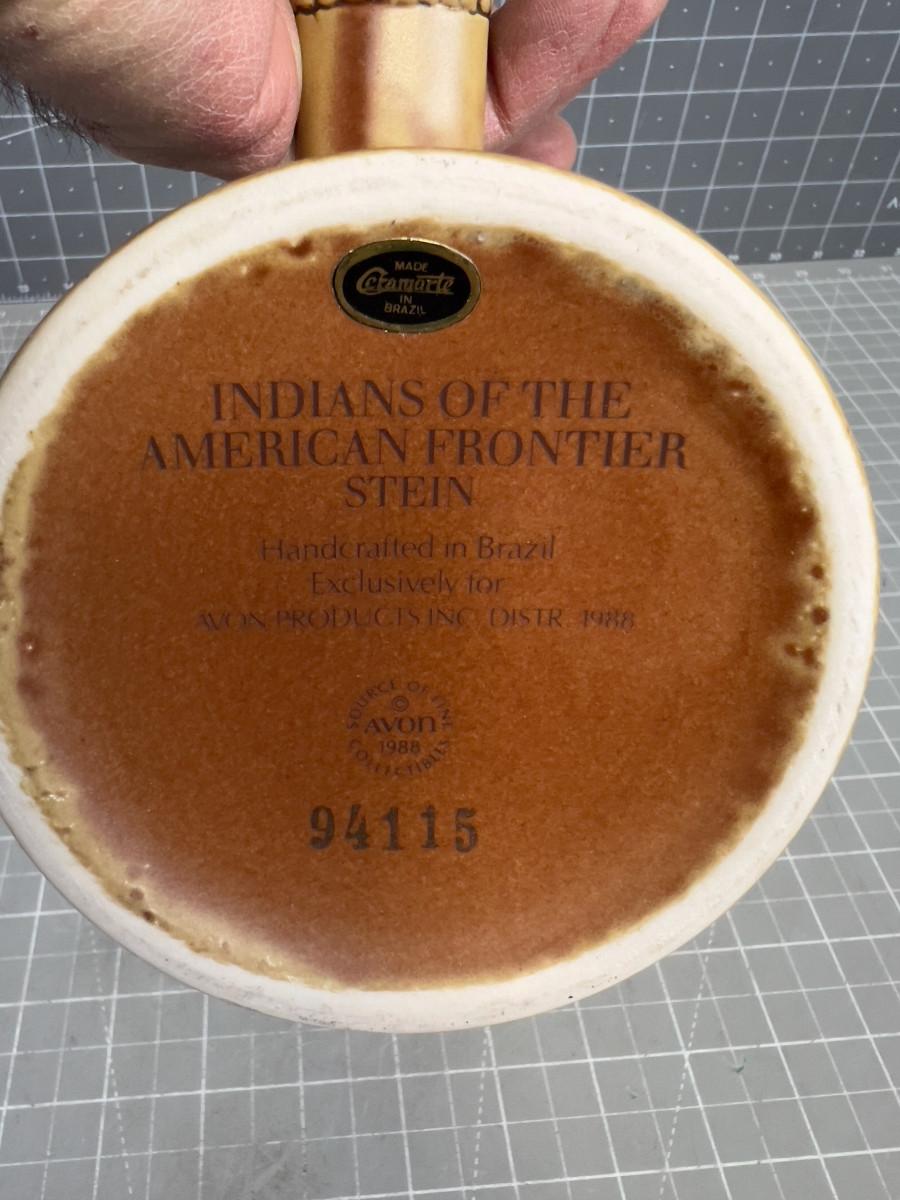 MADE
Ceramarte
IN
BRAZIL
INDIANS OF THE
AMERICAN FRONTIER
STEIN
Handcrafted in Brazil
Exclusively for
AVON PRODUCTS INC. DISTR. 1988
SOURCE OF FINE
©
AVON
1988
COLLECTIBLES
94115